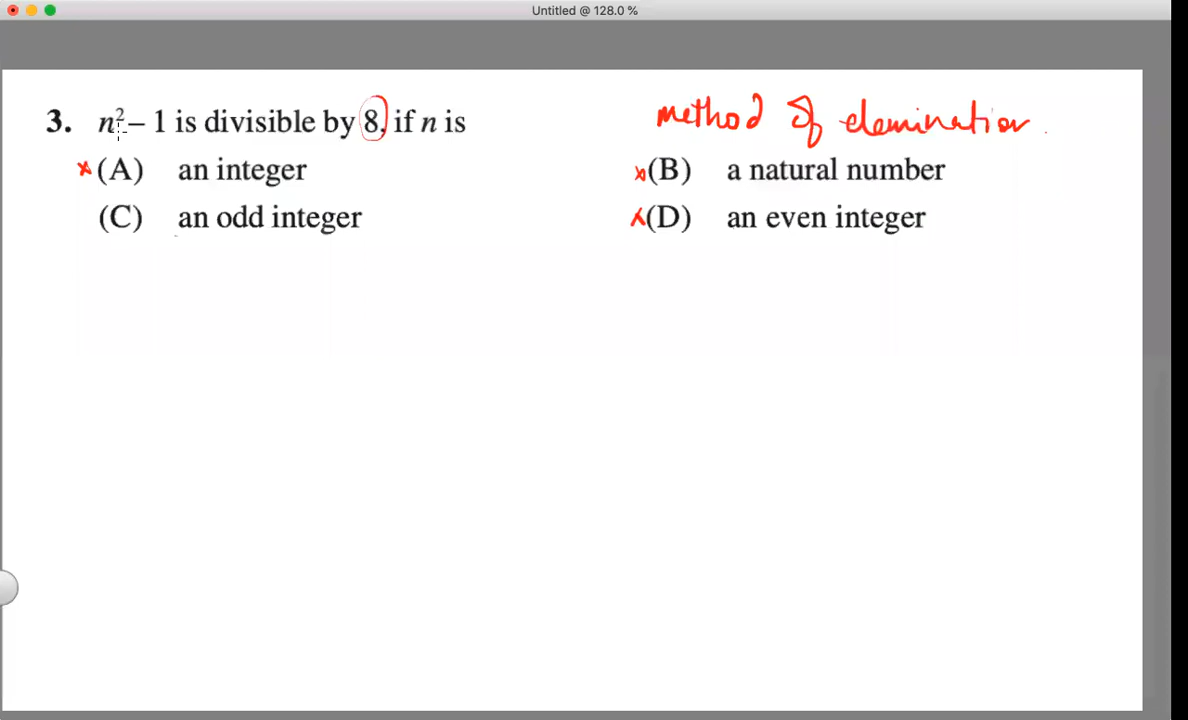 Untitled @ 128.0 %
3. n² – 1 is divisible by 8, if n is
method of elemination
× (A) an integer
× (B) a natural number
(C) an odd integer
× (D) an even integer